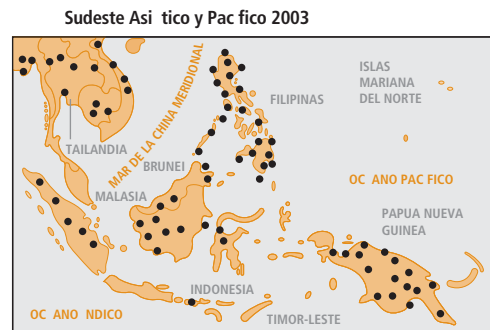 Sudeste Asi tico y Pac fico 2003
ISLAS
MARIANA
DEL NORTE
FILIPINAS
MAR DE LA CHINA MERIDIONAL
TAILANDIA
BRUNEI
MALASIA
OC ANO PAC FICO
PAPUA NUEVA
GUINEA
INDONESIA
OC ANO NDICO
TIMOR-LESTE